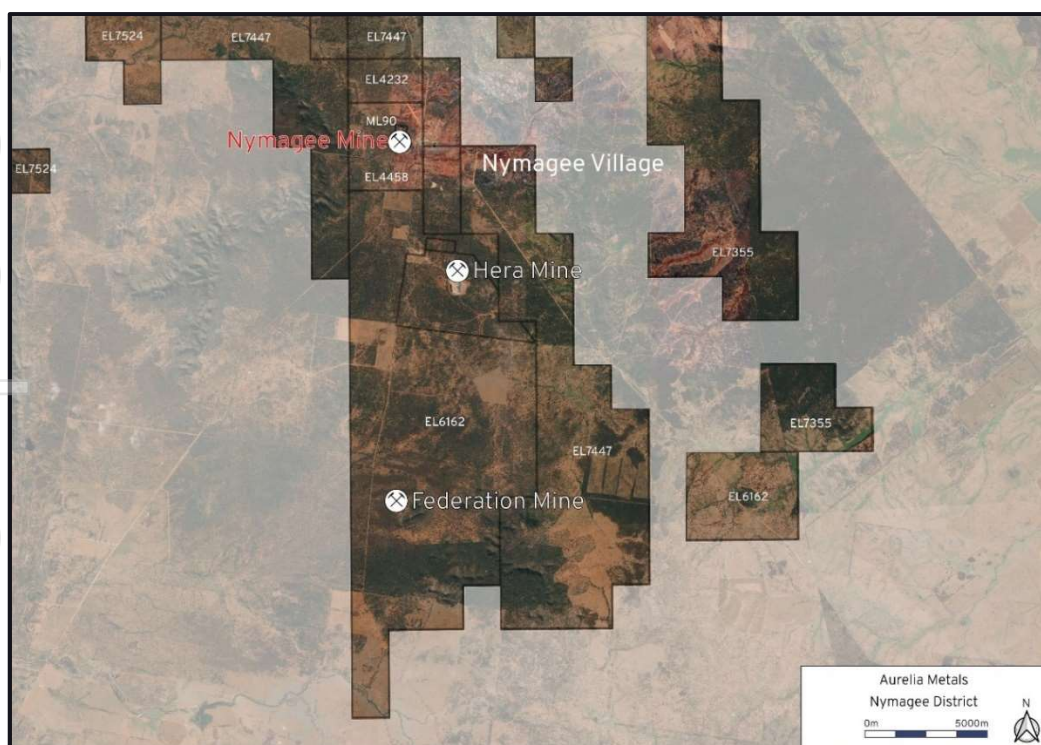 EL7524
EL7447
EL7447
EL4232
ML90
Nymagee Mine
Nymagee Village
EL7524
EL4458
EL7355
Hera Mine
EL6162
EL7355
EL7447
EL6162
Federation Mine
Aurelia Metals
Nymagee District
0m 5000m
N